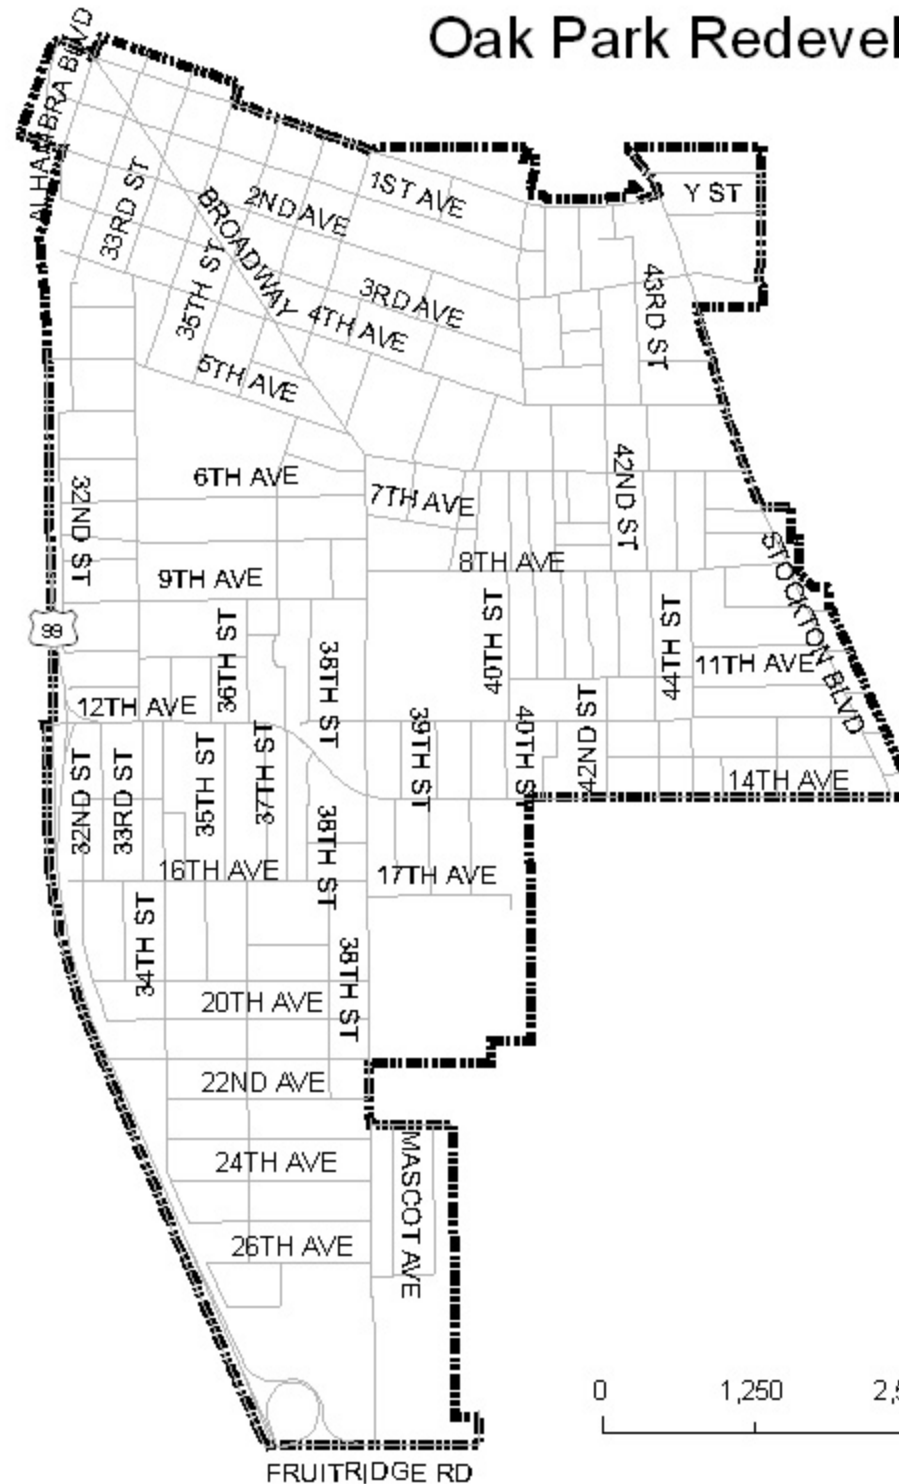 Oak Park Redevel
ALHAMBRA BLVD
1ST AVE
Y ST
33RD ST
BROADWAY
2ND AVE
35TH ST
3RD AVE
43RD ST
4TH AVE
5TH AVE
6TH AVE
7TH AVE
42ND ST
32ND ST
8TH AVE
9TH AVE
STOCKTON BLVD
99
36TH ST
38TH ST
40TH ST
44TH ST
11TH AVE
12TH AVE
32ND ST
33RD ST
35TH ST
37TH ST
39TH ST
40TH ST
42ND ST
14TH AVE
38TH ST
16TH AVE
17TH AVE
34TH ST
38TH ST
20TH AVE
22ND AVE
24TH AVE
MASCOT AVE
26TH AVE
0 1,250 2,5
FRUITRIDGE RD